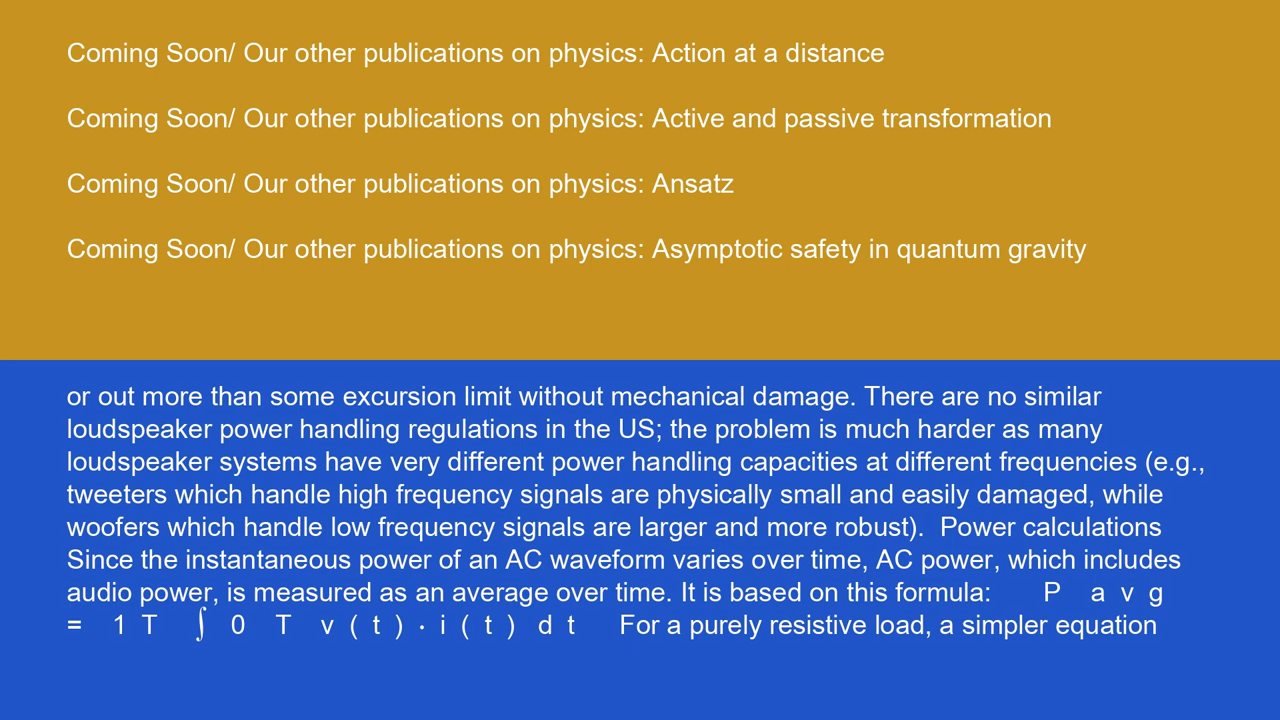 Coming Soon/ Our other publications on physics: Action at a distance
Coming Soon/ Our other publications on physics: Active and passive transformation
Coming Soon/ Our other publications on physics: Ansatz
Coming Soon/ Our other publications on physics: Asymptotic safety in quantum gravity
or out more than some excursion limit without mechanical damage. There are no similar
loudspeaker power handling regulations in the US; the problem is much harder as many
loudspeaker systems have very different power handling capacities at different frequencies (e.g.,
tweeters which handle high frequency signals are physically small and easily damaged, while
woofers which handle low frequency signals are larger and more robust).  Power calculations
Since the instantaneous power of an AC waveform varies over time, AC power, which includes
audio power, is measured as an average over time. It is based on this formula:      P    a  v  g
=    1  T     ∫   0    T    v  (  t  )  ⋅  i  (  t  )   d  t      For a purely resistive load, a simpler equation